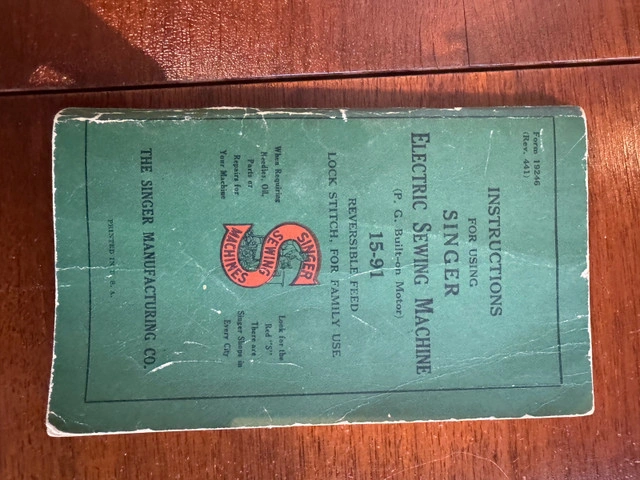 Form 19246
(Rev. 441)
INSTRUCTIONS
FOR USING
SINGER
ELECTRIC SEWING MACHINE
(P. G. Built-on Motor)
15-91
REVERSIBLE FEED
LOCK STITCH, FOR FAMILY USE
When Requiring
Needles, Oil,
Parts or
Repairs for
Your Machine
SINGER
SEWING
MACHINES
Look for the
Red "S"
There are
Singer Shops in
Every City
THE SINGER MANUFACTURING CO.
PRINTED IN U. S. A.